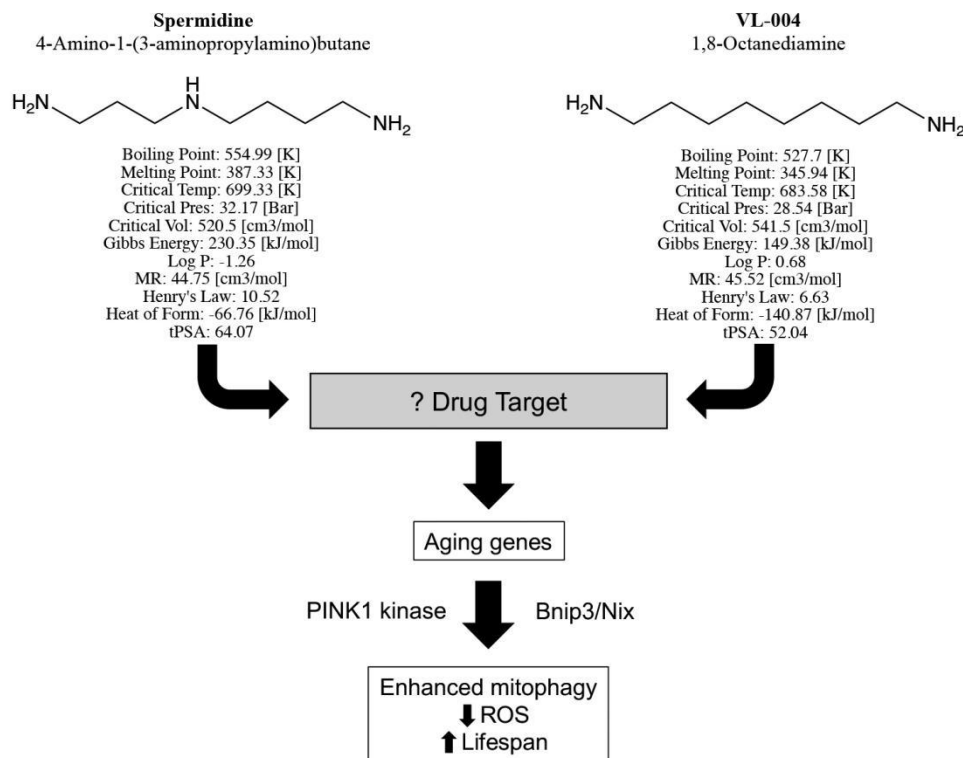 Spermidine
4-Amino-1-(3-aminopropylamino)butane
H
H₂N
N
NH₂
Boiling Point: 554.99 [K]
Melting Point: 387.33 [K]
Critical Temp: 699.33 [K]
Critical Pres: 32.17 [Bar]
Critical Vol: 520.5 [cm3/mol]
Gibbs Energy: 230.35 [kJ/mol]
Log P: -1.26
MR: 44.75 [cm3/mol]
Henry's Law: 10.52
Heat of Form: -66.76 [kJ/mol]
tPSA: 64.07
VL-004
1,8-Octanediamine
H₂N
NH₂
Boiling Point: 527.7 [K]
Melting Point: 345.94 [K]
Critical Temp: 683.58 [K]
Critical Pres: 28.54 [Bar]
Critical Vol: 541.5 [cm3/mol]
Gibbs Energy: 149.38 [kJ/mol]
Log P: 0.68
MR: 45.52 [cm3/mol]
Henry's Law: 6.63
Heat of Form: -140.87 [kJ/mol]
tPSA: 52.04
? Drug Target
Aging genes
PINK1 kinase
Bnip3/Nix
Enhanced mitophagy
ROS
Lifespan